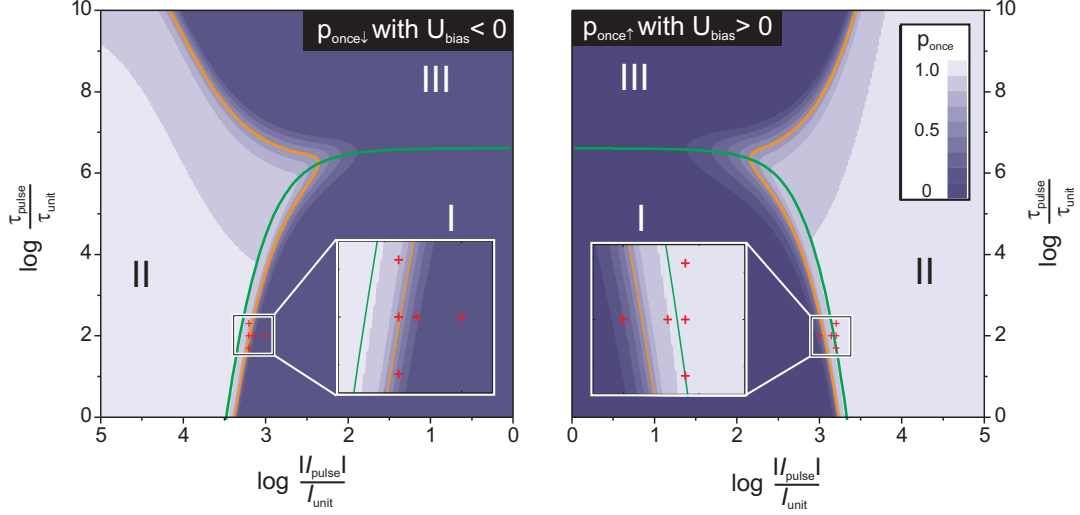 p_once↓ with U_bias < 0
10
8
6
4
2
0
log τ_pulse/τ_unit
III
I
II
5 4 3 2 1 0
log |I_pulse|/I_unit
p_once↑ with U_bias > 0
III
I
II
p_once
1.0
0.5
0
10
8
6
4
2
0
log τ_pulse/τ_unit
0 1 2 3 4 5
log |I_pulse|/I_unit